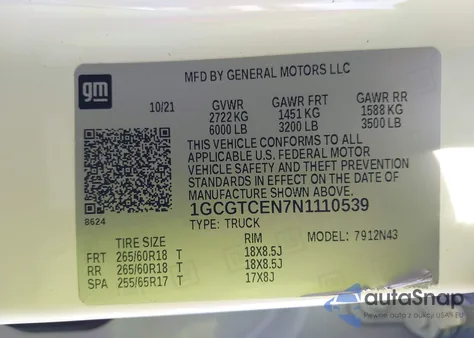 MFD BY GENERAL MOTORS LLC
gm
10/21 GVWR GAWR FRT GAWR RR
2722 KG 1451 KG 1588 KG
6000 LB 3200 LB 3500 LB
THIS VEHICLE CONFORMS TO ALL
APPLICABLE U.S. FEDERAL MOTOR
VEHICLE SAFETY AND THEFT PREVENTION
STANDARDS IN EFFECT ON THE DATE OF
MANUFACTURE SHOWN ABOVE.
1GCGTCEN7N1110539
8624
TYPE: TRUCK
TIRE SIZE RIM MODEL: 7912N43
FRT 265/60R18 T 18X8.5J
RR 265/60R18 T 18X8.5J
SPA 255/65R17 T 17X8J
autoSnap